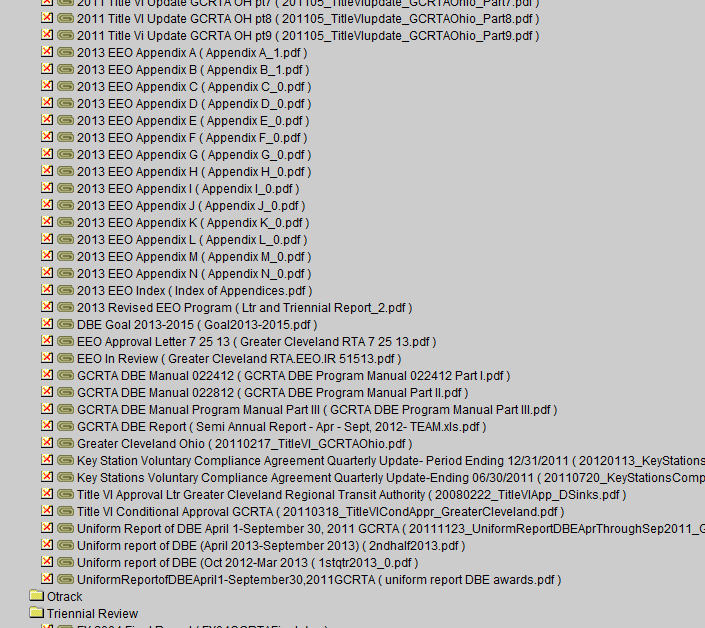 2011 Title VI Update GCRTA OH pt7 ( 201105_TitleVIupdate_GCRTAOhio_Part7.pdf )
2011 Title VI Update GCRTA OH pt8 ( 201105_TitleVIupdate_GCRTAOhio_Part8.pdf )
2011 Title Vi Update GCRTA OH pt9 ( 201105_TitleVIupdate_GCRTAOhio_Part9.pdf )
2013 EEO Appendix A ( Appendix A_1.pdf )
2013 EEO Appendix B ( Appendix B_1.pdf )
2013 EEO Appendix C ( Appendix C_0.pdf )
2013 EEO Appendix D ( Appendix D_0.pdf )
2013 EEO Appendix E ( Appendix E_0.pdf )
2013 EEO Appendix F ( Appendix F_0.pdf )
2013 EEO Appendix G ( Appendix G_0.pdf )
2013 EEO Appendix H ( Appendix H_0.pdf )
2013 EEO Appendix I ( Appendix I_0.pdf )
2013 EEO Appendix J ( Appendix J_0.pdf )
2013 EEO Appendix K ( Appendix K_0.pdf )
2013 EEO Appendix L ( Appendix L_0.pdf )
2013 EEO Appendix M ( Appendix M_0.pdf )
2013 EEO Appendix N ( Appendix N_0.pdf )
2013 EEO Index ( Index of Appendices.pdf )
2013 Revised EEO Program ( Ltr and Triennial Report_2.pdf )
DBE Goal 2013-2015 ( Goal2013-2015.pdf )
EEO Approval Letter 7 25 13 ( Greater Cleveland RTA 7 25 13.pdf )
EEO In Review ( Greater Cleveland RTA.EEO.IR 51513.pdf )
GCRTA DBE Manual 022412 ( GCRTA DBE Program Manual 022412 Part I.pdf )
GCRTA DBE Manual 022812 ( GCRTA DBE Program Manual Part II.pdf )
GCRTA DBE Manual Program Manual Part III ( GCRTA DBE Program Manual Part III.pdf )
GCRTA DBE Report ( Semi Annual Report - Apr - Sept, 2012- TEAM.xls.pdf )
Greater Cleveland Ohio ( 20110217_TitleVI_GCRTAOhio.pdf )
Key Station Voluntary Compliance Agreement Quarterly Update- Period Ending 12/31/2011 ( 20120113_KeyStations
Key Stations Voluntary Compliance Agreement Quarterly Update-Ending 06/30/2011 ( 20110720_KeyStationsComp
Title VI Approval Ltr Greater Cleveland Regional Transit Authority ( 20080222_TitleVIApp_DSinks.pdf )
Title VI Conditional Approval GCRTA ( 20110318_TitleVICondAppr_GreaterCleveland.pdf )
Uniform Report of DBE April 1-September 30, 2011 GCRTA ( 20111123_UniformReportDBEAprThroughSep2011_G
Uniform report of DBE (April 2013-September 2013) ( 2ndhalf2013.pdf )
Uniform report of DBE (Oct 2012-Mar 2013 ( 1stqtr2013_0.pdf )
UniformReportofDBEApril1-September30,2011GCRTA ( uniform report DBE awards.pdf )
Otrack
Triennial Review